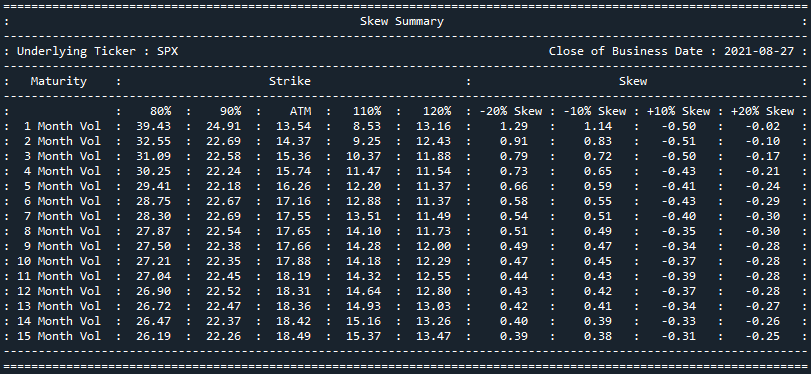 Skew Summary
: Underlying Ticker : SPX Close of Business Date : 2021-08-27 :
: Maturity : Strike : Skew :
: : 80% : 90% : ATM : 110% : 120% : -20% Skew : -10% Skew : +10% Skew : +20% Skew :
: 1 Month Vol : 39.43 : 24.91 : 13.54 : 8.53 : 13.16 : 1.29 : 1.14 : -0.50 : -0.02 :
: 2 Month Vol : 32.55 : 22.69 : 14.37 : 9.25 : 12.43 : 0.91 : 0.83 : -0.51 : -0.10 :
: 3 Month Vol : 31.09 : 22.58 : 15.36 : 10.37 : 11.88 : 0.79 : 0.72 : -0.50 : -0.17 :
: 4 Month Vol : 30.25 : 22.24 : 15.74 : 11.47 : 11.54 : 0.73 : 0.65 : -0.43 : -0.21 :
: 5 Month Vol : 29.41 : 22.18 : 16.26 : 12.20 : 11.37 : 0.66 : 0.59 : -0.41 : -0.24 :
: 6 Month Vol : 28.75 : 22.67 : 17.16 : 12.88 : 11.37 : 0.58 : 0.55 : -0.43 : -0.29 :
: 7 Month Vol : 28.30 : 22.69 : 17.55 : 13.51 : 11.49 : 0.54 : 0.51 : -0.40 : -0.30 :
: 8 Month Vol : 27.87 : 22.54 : 17.65 : 14.10 : 11.73 : 0.51 : 0.49 : -0.35 : -0.30 :
: 9 Month Vol : 27.50 : 22.38 : 17.66 : 14.28 : 12.00 : 0.49 : 0.47 : -0.34 : -0.28 :
: 10 Month Vol : 27.21 : 22.35 : 17.88 : 14.18 : 12.29 : 0.47 : 0.45 : -0.37 : -0.28 :
: 11 Month Vol : 27.04 : 22.45 : 18.19 : 14.32 : 12.55 : 0.44 : 0.43 : -0.39 : -0.28 :
: 12 Month Vol : 26.90 : 22.52 : 18.31 : 14.64 : 12.80 : 0.43 : 0.42 : -0.37 : -0.28 :
: 13 Month Vol : 26.72 : 22.47 : 18.36 : 14.93 : 13.03 : 0.42 : 0.41 : -0.34 : -0.27 :
: 14 Month Vol : 26.47 : 22.37 : 18.42 : 15.16 : 13.26 : 0.40 : 0.39 : -0.33 : -0.26 :
: 15 Month Vol : 26.19 : 22.26 : 18.49 : 15.37 : 13.47 : 0.39 : 0.38 : -0.31 : -0.25 :